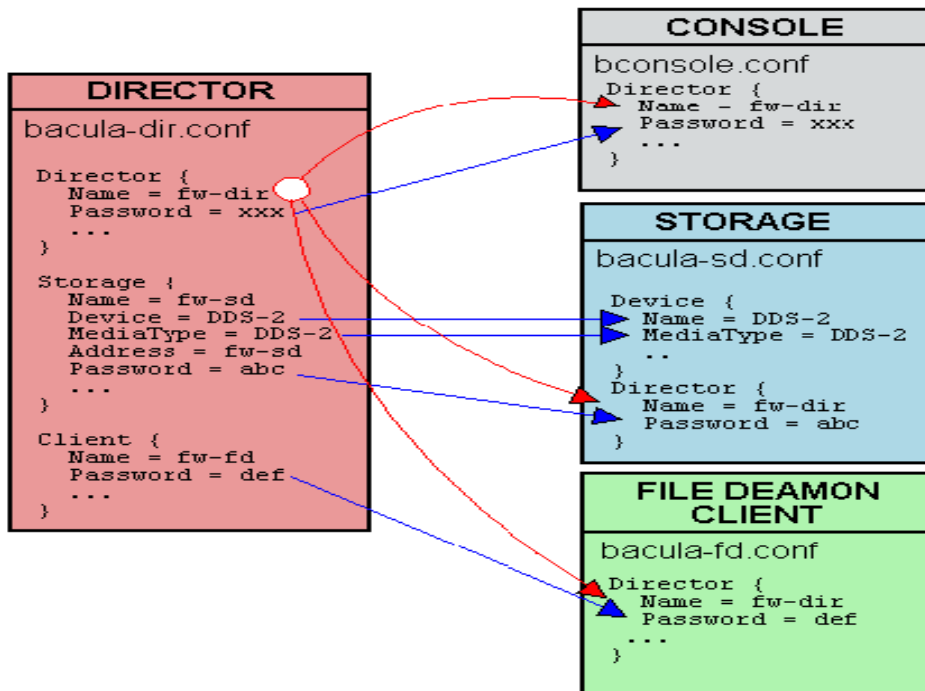 DIRECTOR
bacula-dir.conf
Director {
Name = fw-dir
Password = xxx
...
}
Storage {
Name = fw-sd
Device = DDS-2
MediaType = DDS-2
Address = fw-sd
Password = abc
...
}
Client {
Name = fw-fd
Password = def
...
}
CONSOLE
bconsole.conf
Director {
Name - fw-dir
Password = xxx
...
}
STORAGE
bacula-sd.conf
Device {
Name = DDS-2
MediaType = DDS-2
..
}
Director {
Name = fw-dir
Password = abc
}
FILE DEAMON
CLIENT
bacula-fd.conf
Director {
Name = fw-dir
Password = def
...
}